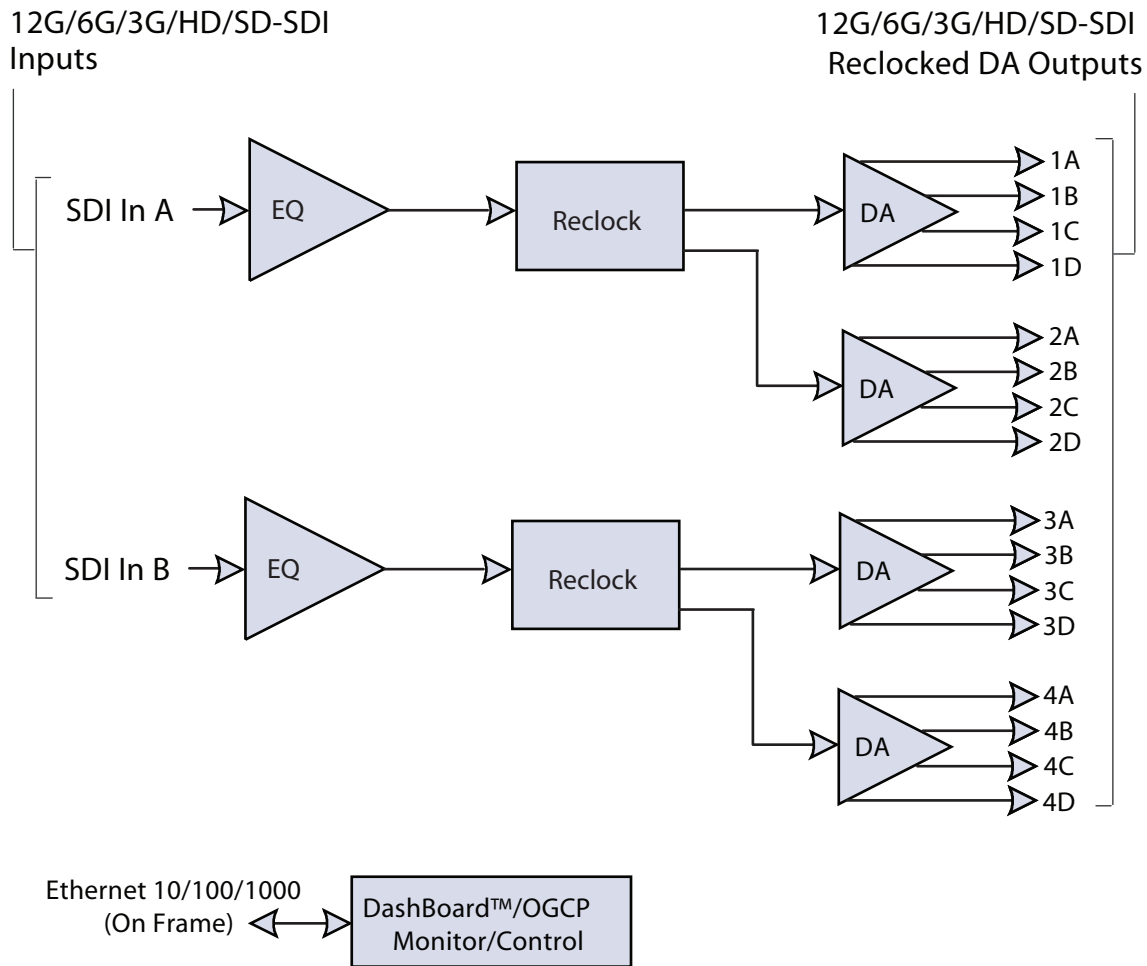 12G/6G/3G/HD/SD-SDI
Inputs
12G/6G/3G/HD/SD-SDI
Reclocked DA Outputs
SDI In A
EQ
Reclock
DA
1A
1B
1C
1D
DA
2A
2B
2C
2D
SDI In B
EQ
Reclock
DA
3A
3B
3C
3D
DA
4A
4B
4C
4D
Ethernet 10/100/1000
(On Frame)
DashBoard™/OGCP
Monitor/Control